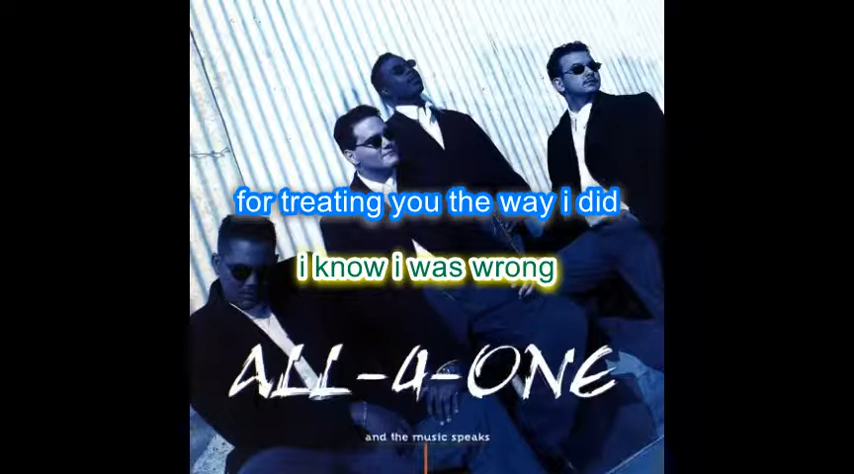 for treating you the way i did
i know i was wrong
ALL-4-ONE
and the music speaks